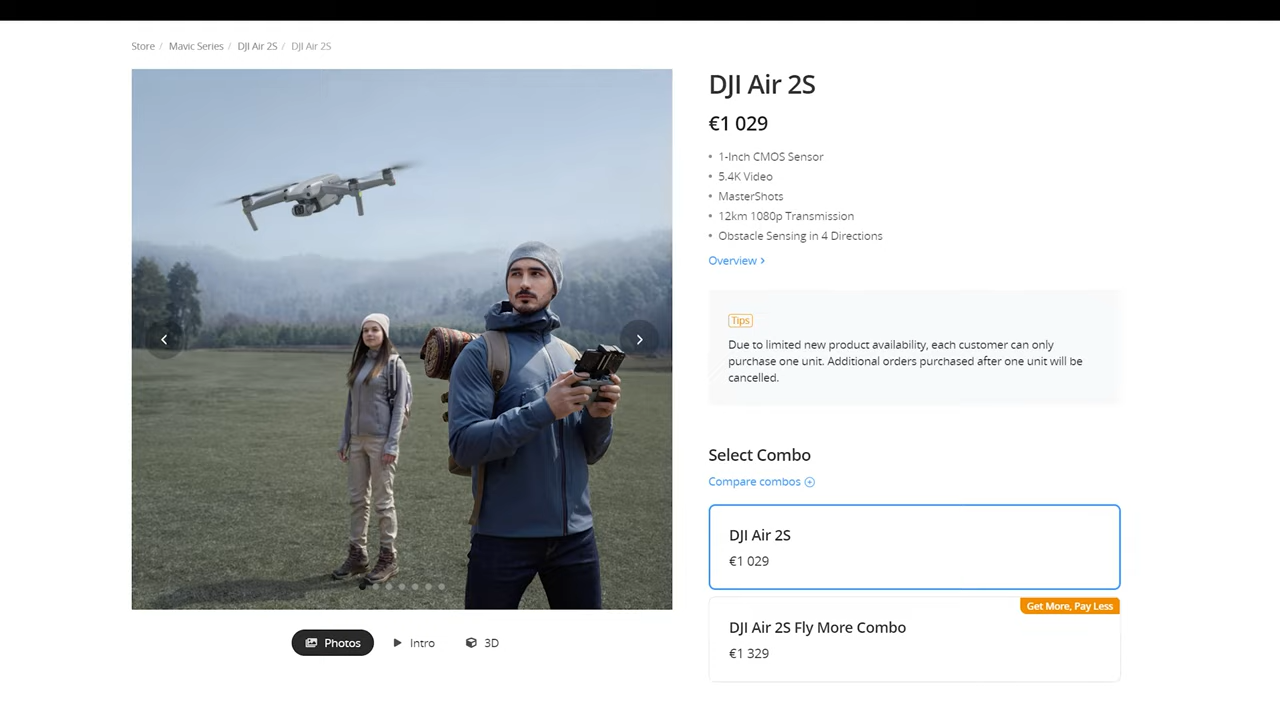 Store / Mavic Series / DJI Air 2S / DJI Air 2S
DJI Air 2S
€1 029
• 1-Inch CMOS Sensor
• 5.4K Video
• MasterShots
• 12km 1080p Transmission
• Obstacle Sensing in 4 Directions
Overview >
Tips
Due to limited new product availability, each customer can only
purchase one unit. Additional orders purchased after one unit will be
cancelled.
Select Combo
Compare combos
DJI Air 2S
€1 029
Get More, Pay Less
DJI Air 2S Fly More Combo
€1 329
Photos Intro 3D